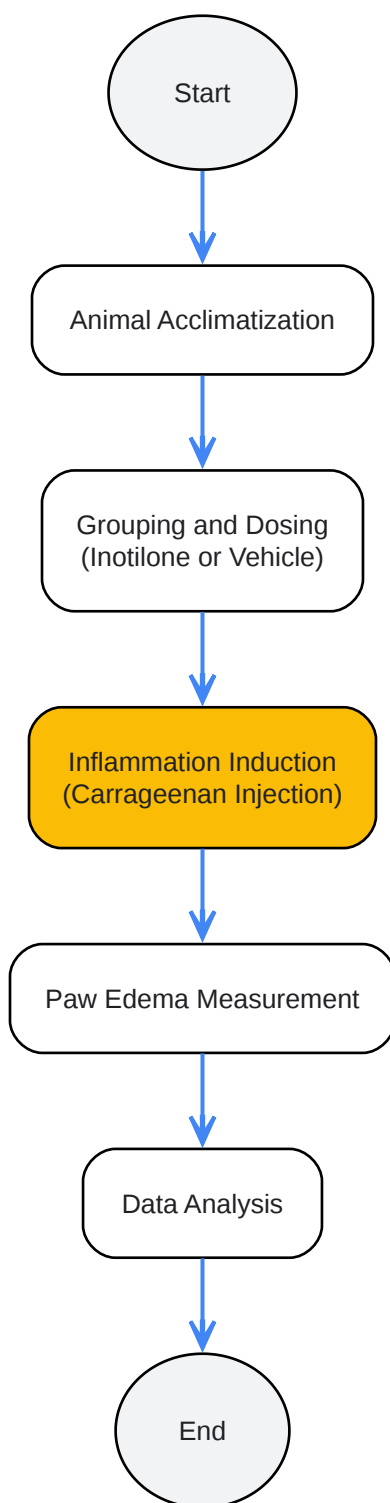 Start
Animal Acclimatization
Grouping and Dosing
(Inotilone or Vehicle)
Inflammation Induction
(Carrageenan Injection)
Paw Edema Measurement
Data Analysis
End